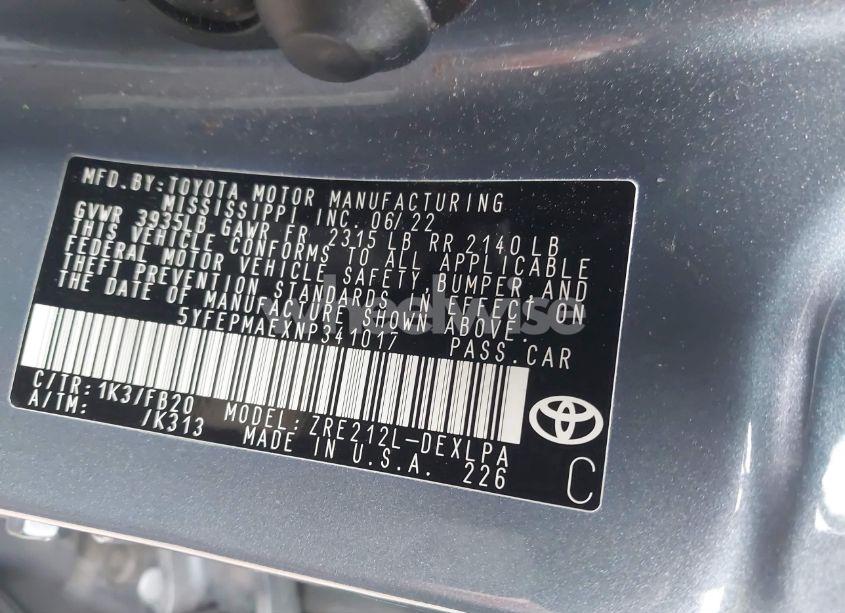 MFD.BY:TOYOTA MOTOR MANUFACTURING
MISSISSIPPI INC. 06/22
GVWR 3935LB GAWR FR 2315 LB RR 2140 LB
THIS VEHICLE CONFORMS TO ALL APPLICABLE
FEDERAL MOTOR VEHICLE SAFETY, BUMPER, AND
THEFT PREVENTION STANDARDS IN EFFECT ON
THE DATE OF MANUFACTURE SHOWN ABOVE.
5YFEPMAEXNP341017 PASS.CAR
C/TR: 1K3/FB20 MODEL: ZRE212L-DEXLPA
A/TM: /K313 MADE IN U.S.A. 226
C